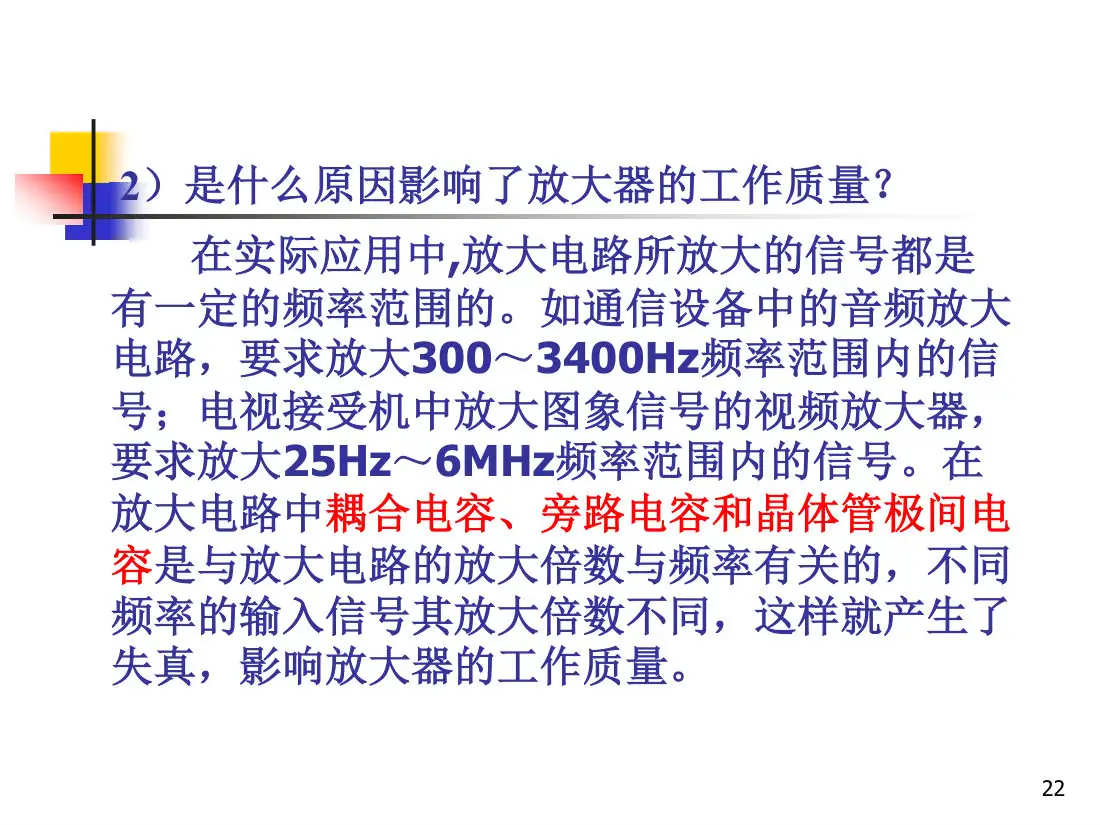 2）是什么原因影响了放大器的工作质量？
在实际应用中,放大电路所放大的信号都是
有一定的频率范围的。如通信设备中的音频放大
电路，要求放大300～3400Hz频率范围内的信
号；电视接受机中放大图象信号的视频放大器，
要求放大25Hz～6MHz频率范围内的信号。在
放大电路中耦合电容、旁路电容和晶体管极间电
容是与放大电路的放大倍数与频率有关的，不同
频率的输入信号其放大倍数不同，这样就产生了
失真，影响放大器的工作质量。
22